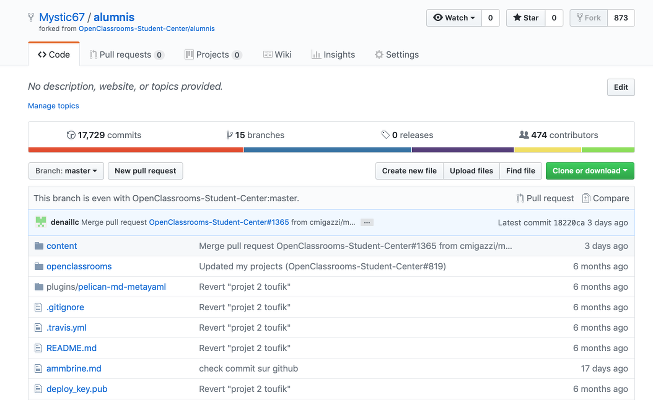 Mystic67 / alumnis
Watch 0 Star 0 Fork 873
forked from OpenClassrooms-Student-Center/alumnis
Code Pull requests 0 Projects 0 Wiki Insights Settings
No description, website, or topics provided.
Edit
Manage topics
17,729 commits 15 branches 0 releases 474 contributors
Branch: master New pull request Create new file Upload files Find file Clone or download
This branch is even with OpenClassrooms-Student-Center:master. Pull request Compare
denaillc Merge pull request OpenClassrooms-Student-Center#1365 from cmigazzi/m... Latest commit 18220ca 3 days ago
content Merge pull request OpenClassrooms-Student-Center#1365 from cmigazzi/m... 3 days ago
openclassrooms Updated my projects (OpenClassrooms-Student-Center#819) 6 months ago
plugins/pelican-md-metayaml Revert "projet 2 toufik" 6 months ago
.gitignore Revert "projet 2 toufik" 6 months ago
.travis.yml Revert "projet 2 toufik" 6 months ago
README.md Revert "projet 2 toufik" 6 months ago
ammbrine.md check commit sur github 17 days ago
deploy_key.pub Revert "projet 2 toufik" 6 months ago